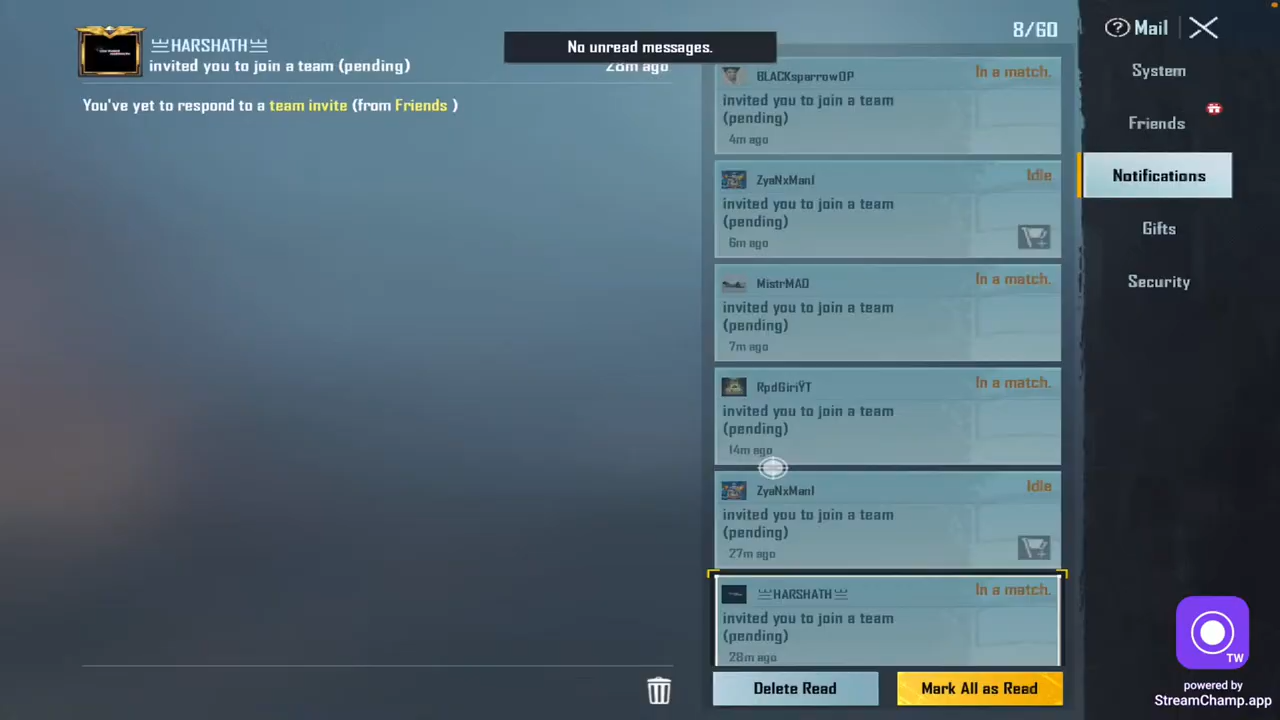 HARSHATH
invited you to join a team (pending)
28m ago
You've yet to respond to a team invite (from Friends )
No unread messages.
8/60
BLACKsparrowOP
In a match.
invited you to join a team
(pending)
4m ago
ZyaNxManI
Idle
invited you to join a team
(pending)
6m ago
MistrMAD
In a match.
invited you to join a team
(pending)
7m ago
RpdGiriŸT
In a match.
invited you to join a team
(pending)
14m ago
ZyaNxManI
Idle
invited you to join a team
(pending)
27m ago
HARSHATH
In a match.
invited you to join a team
(pending)
28m ago
Delete Read
Mark All as Read
Mail
System
Friends
Notifications
Gifts
Security
TW
powered by
StreamChamp.app